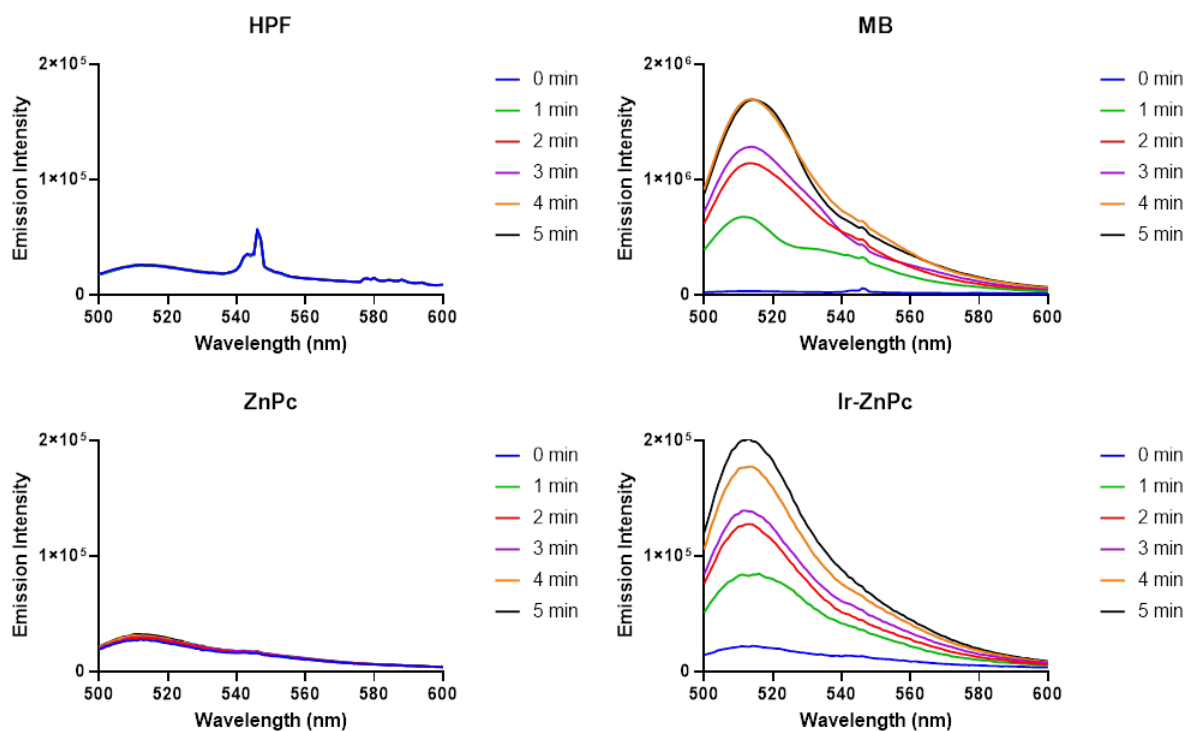 HPF
2×10⁵
1×10⁵
0
Emission Intensity
500 520 540 560 580 600
Wavelength (nm)
0 min
1 min
2 min
3 min
4 min
5 min
MB
2×10⁶
1×10⁶
0
Emission Intensity
500 520 540 560 580 600
Wavelength (nm)
0 min
1 min
2 min
3 min
4 min
5 min
ZnPc
2×10⁵
1×10⁵
0
Emission Intensity
500 520 540 560 580 600
Wavelength (nm)
0 min
1 min
2 min
3 min
4 min
5 min
Ir-ZnPc
2×10⁵
1×10⁵
0
Emission Intensity
500 520 540 560 580 600
Wavelength (nm)
0 min
1 min
2 min
3 min
4 min
5 min